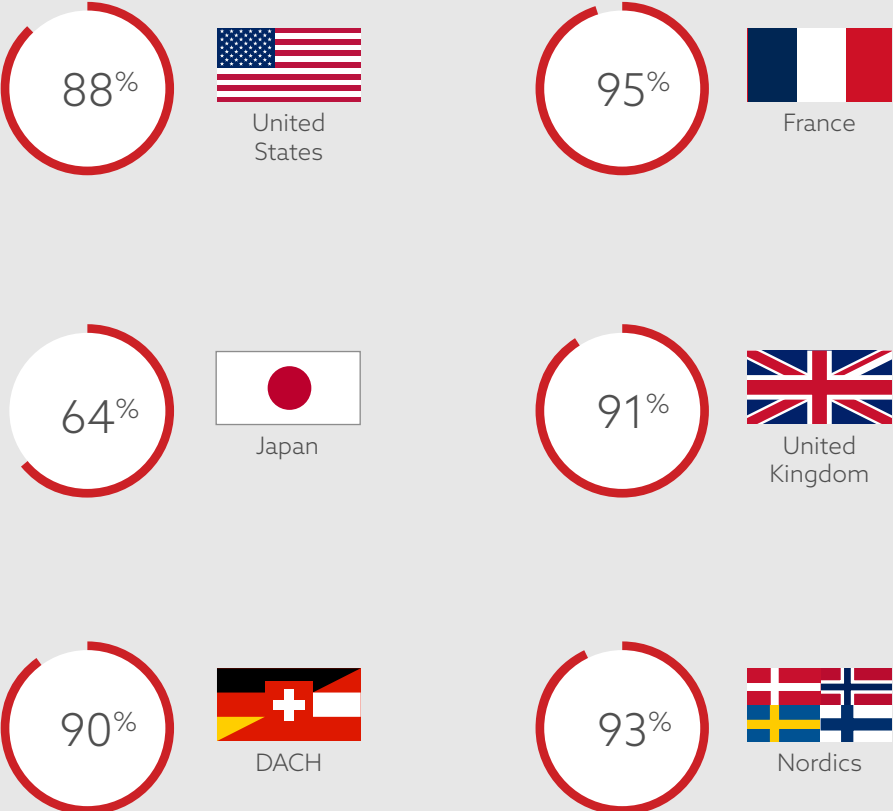 88%
United
States
95%
France
64%
Japan
91%
United
Kingdom
90%
DACH
93%
Nordics